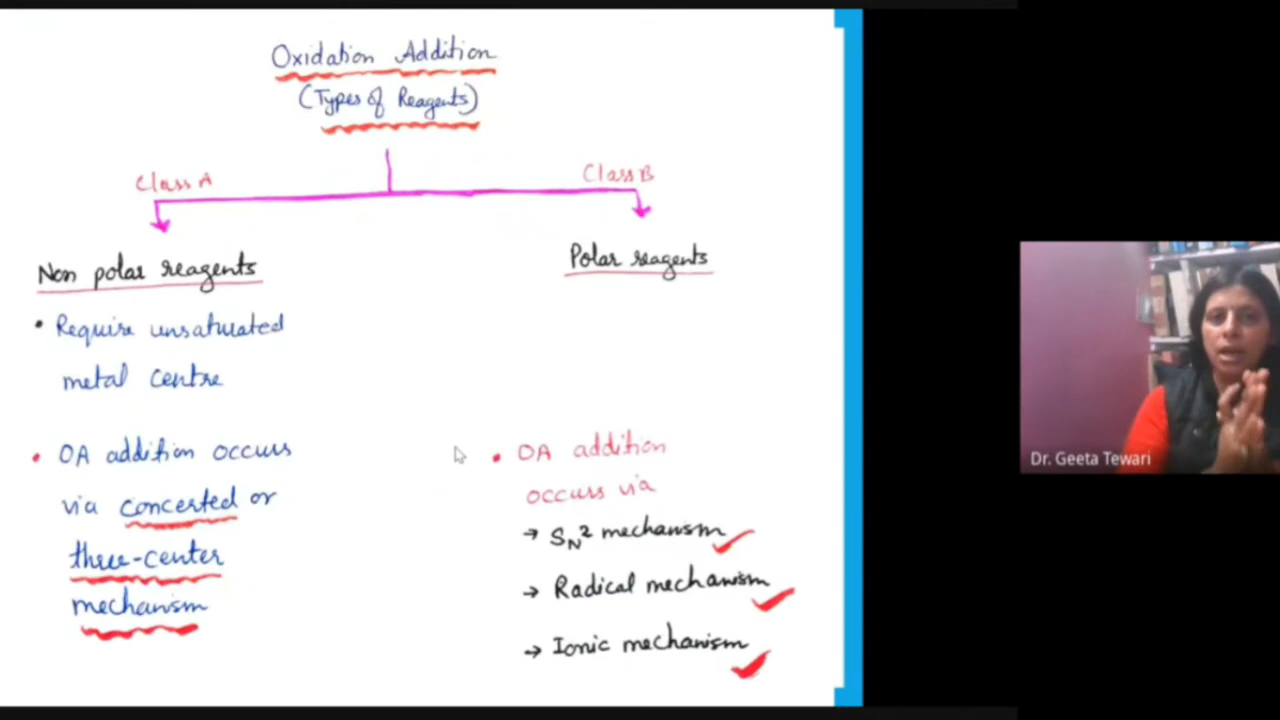 Oxidation Addition
(Types of Reagents)
Class A
Class B
Non polar reagents
• Require unsaturated
metal centre
• OA addition occurs
via concerted or
three-center
mechanism
Polar reagents
• OA addition
occurs via
→ SN2 mechanism
→ Radical mechanism
→ Ionic mechanism
Dr. Geeta Tewari